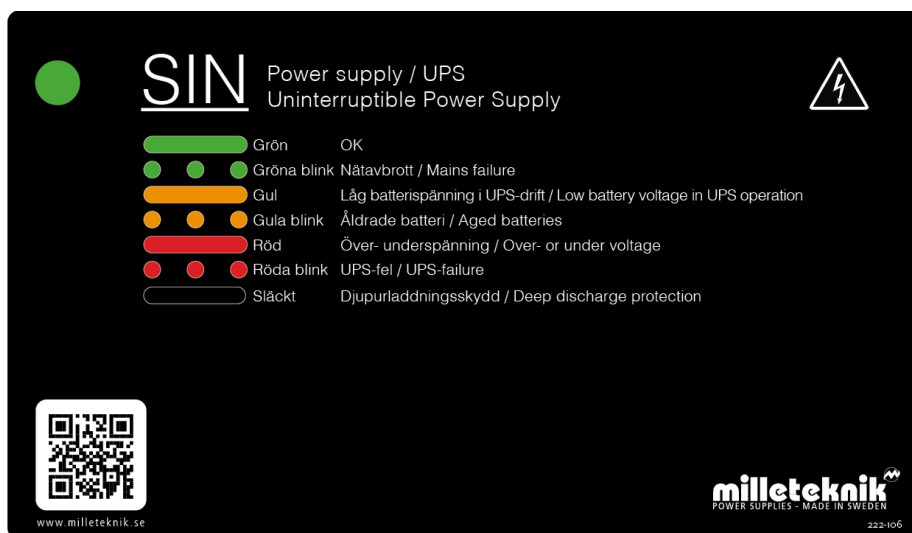 SIN
Power supply / UPS
Uninterruptible Power Supply
Grön OK
Gröna blink Nätavbrott / Mains failure
Gul Låg batterispänning i UPS-drift / Low battery voltage in UPS operation
Gula blink Åldrade batteri / Aged batteries
Röd Över- underspänning / Over- or under voltage
Röda blink UPS-fel / UPS-failure
Släckt Djupurladdningsskydd / Deep discharge protection
www.milleteknik.se
milleteknik
POWER SUPPLIES - MADE IN SWEDEN
222-106